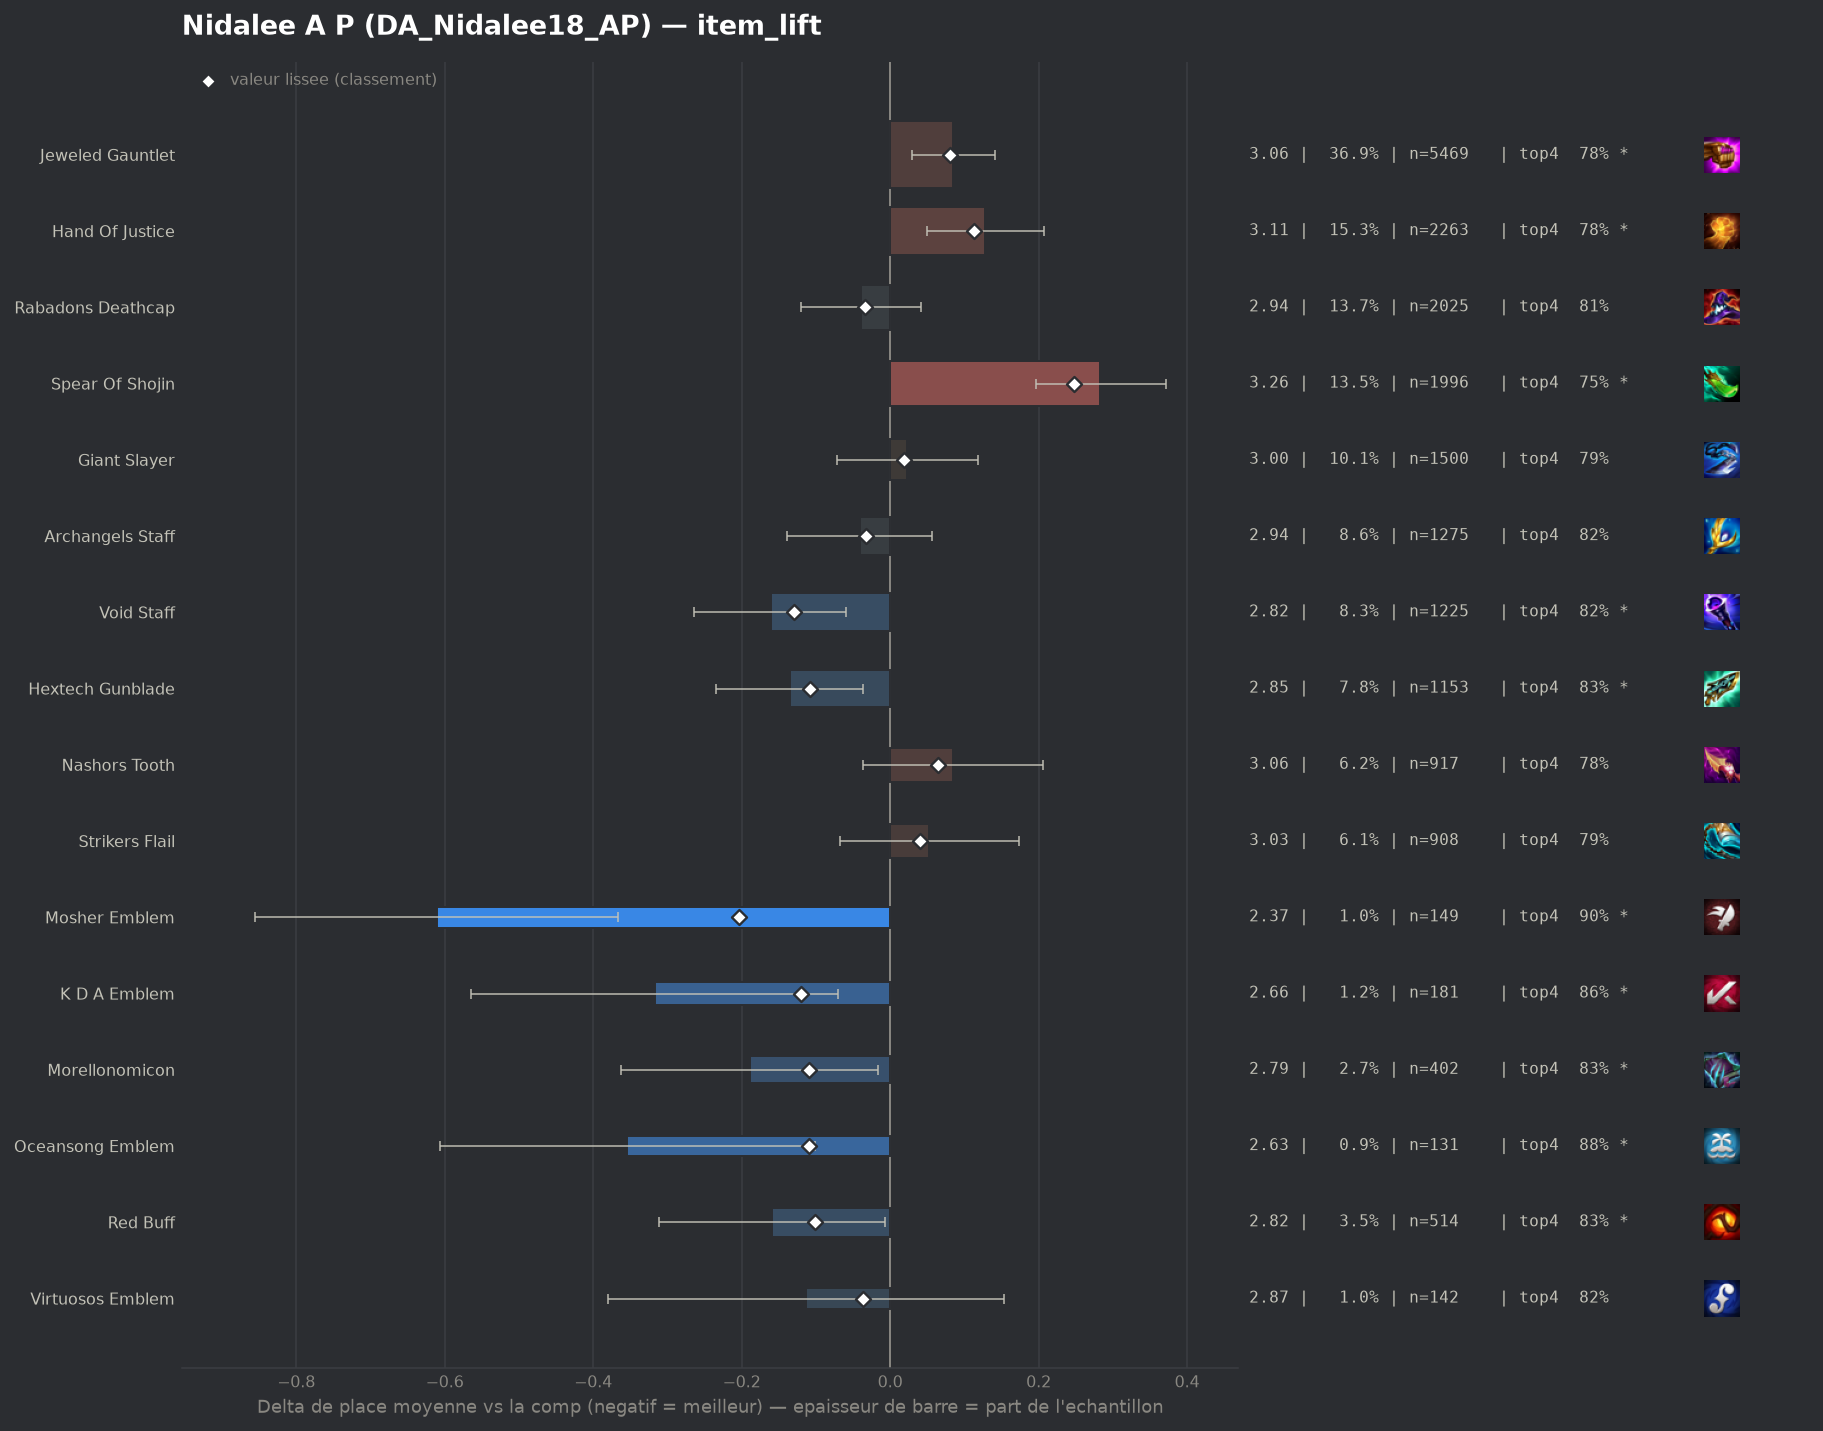 Nidalee A P (DA_Nidalee18_AP) — item_lift
valeur lissee (classement)
Jeweled Gauntlet 3.06 | 36.9% | n=5469 | top4 78% *
Hand Of Justice 3.11 | 15.3% | n=2263 | top4 78% *
Rabadons Deathcap 2.94 | 13.7% | n=2025 | top4 81%
Spear Of Shojin 3.26 | 13.5% | n=1996 | top4 75% *
Giant Slayer 3.00 | 10.1% | n=1500 | top4 79%
Archangels Staff 2.94 | 8.6% | n=1275 | top4 82%
Void Staff 2.82 | 8.3% | n=1225 | top4 82% *
Hextech Gunblade 2.85 | 7.8% | n=1153 | top4 83% *
Nashors Tooth 3.06 | 6.2% | n=917 | top4 78%
Strikers Flail 3.03 | 6.1% | n=908 | top4 79%
Mosher Emblem 2.37 | 1.0% | n=149 | top4 90% *
K D A Emblem 2.66 | 1.2% | n=181 | top4 86% *
Morellonomicon 2.79 | 2.7% | n=402 | top4 83% *
Oceansong Emblem 2.63 | 0.9% | n=131 | top4 88% *
Red Buff 2.82 | 3.5% | n=514 | top4 83% *
Virtuosos Emblem 2.87 | 1.0% | n=142 | top4 82%
−0.8 −0.6 −0.4 −0.2 0.0 0.2 0.4
Delta de place moyenne vs la comp (negatif = meilleur) — epaisseur de barre = part de l'echantillon